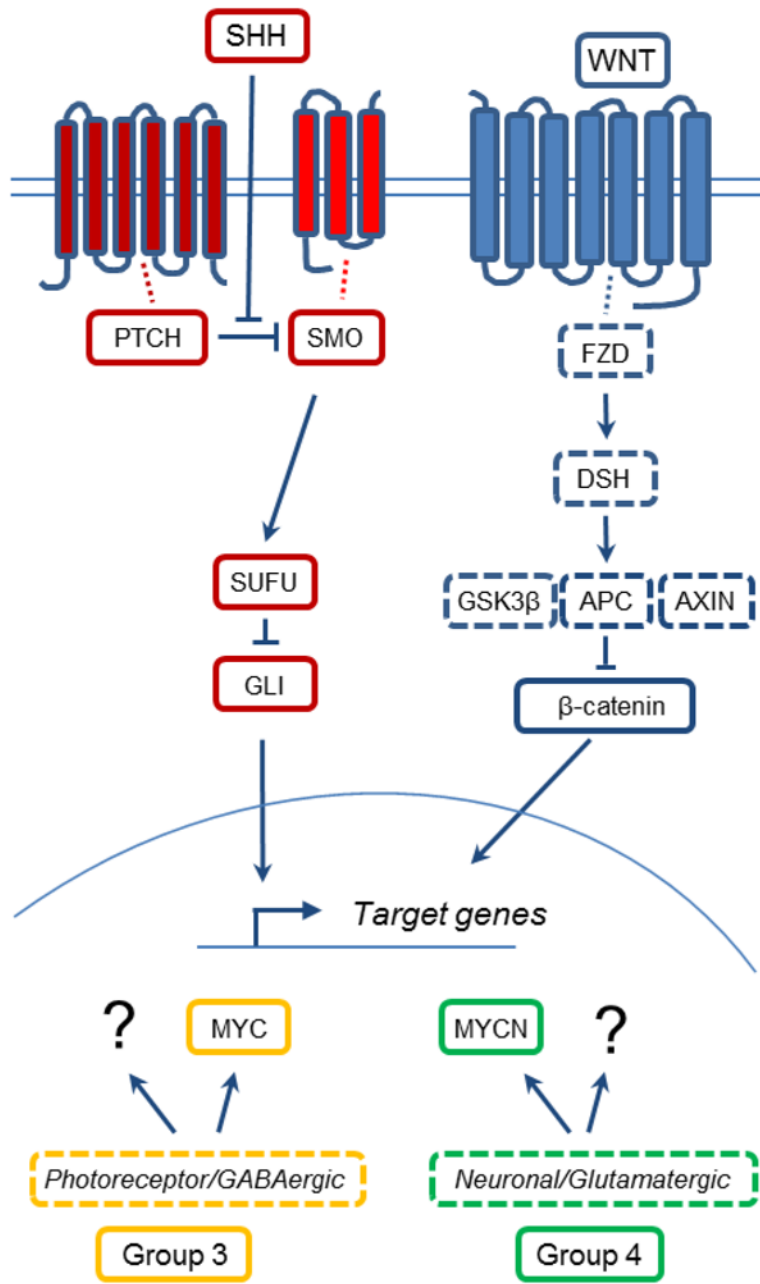 SHH
WNT
PTCH
SMO
FZD
DSH
SUFU
GSK3β APC AXIN
GLI
β-catenin
Target genes
? MYC MYCN ?
Photoreceptor/GABAergic Neuronal/Glutamatergic
Group 3 Group 4